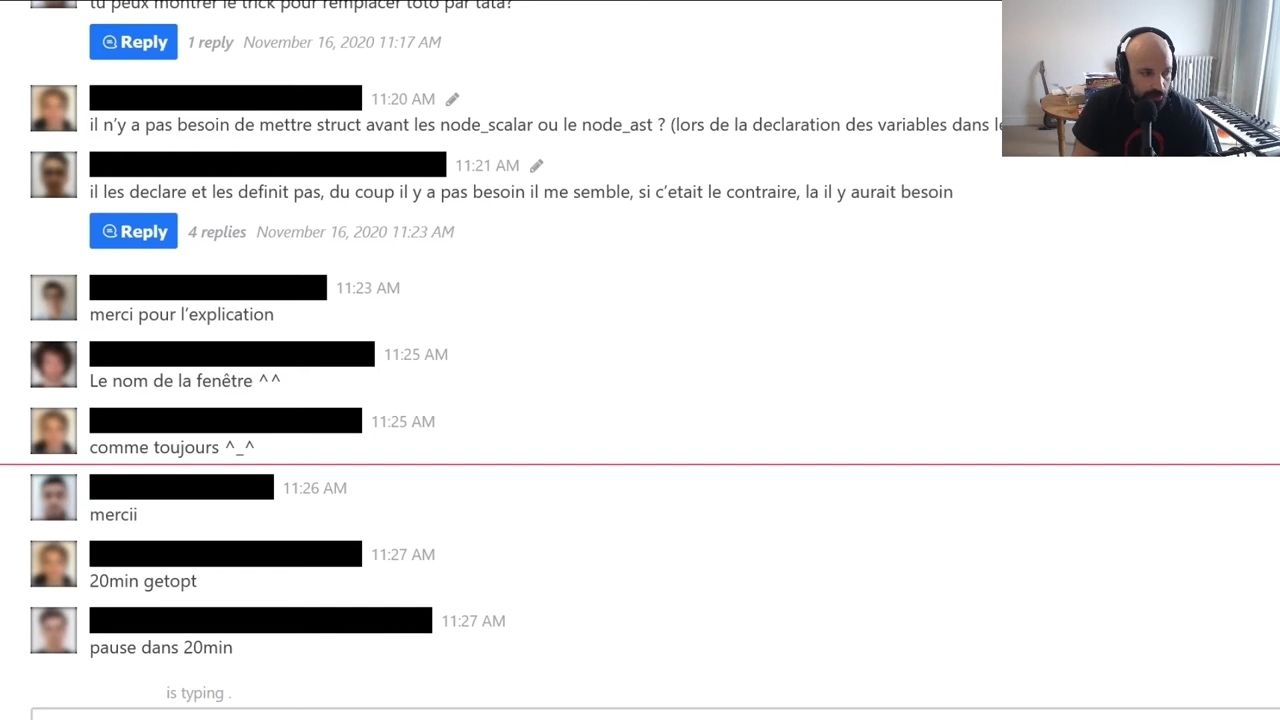 tu peux montrer le trick pour remplacer toto par tata?
Reply 1 reply November 16, 2020 11:17 AM
11:20 AM
il n'y a pas besoin de mettre struct avant les node_scalar ou le node_ast ? (lors de la declaration des variables dans
11:21 AM
il les declare et les definit pas, du coup il y a pas besoin il me semble, si c'etait le contraire, la il y aurait besoin
Reply 4 replies November 16, 2020 11:23 AM
11:23 AM
merci pour l'explication
11:25 AM
Le nom de la fenêtre ^^
11:25 AM
comme toujours ^_^
11:26 AM
mercii
11:27 AM
20min getopt
11:27 AM
pause dans 20min
is typing .